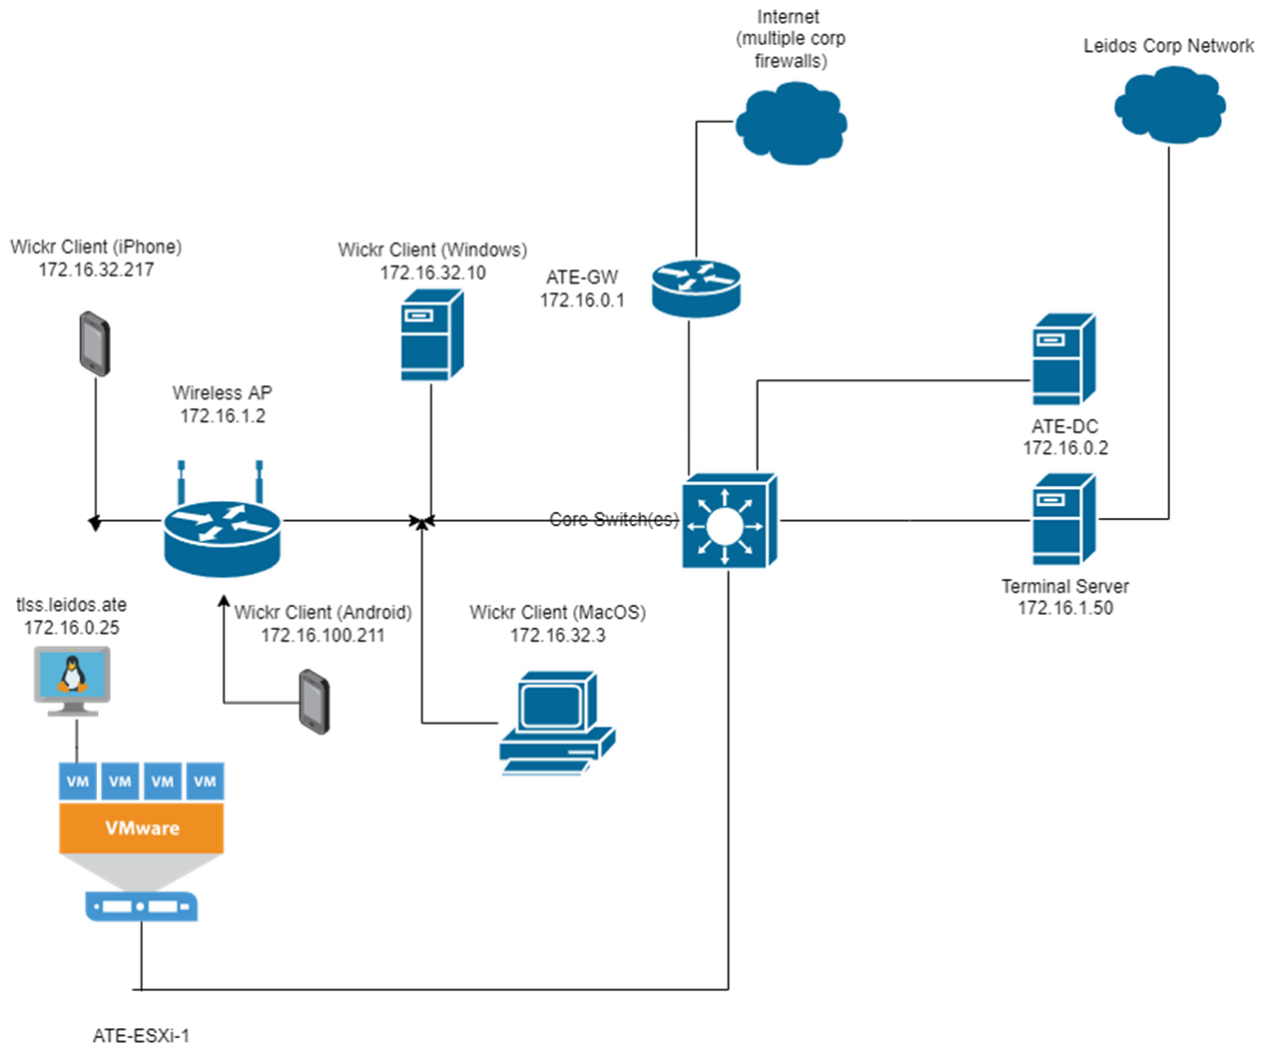 Internet
(multiple corp
firewalls)
Leidos Corp Network
Wickr Client (iPhone)
172.16.32.217
Wickr Client (Windows)
172.16.32.10
ATE-GW
172.16.0.1
Wireless AP
172.16.1.2
ATE-DC
172.16.0.2
Core Switch(es)
Terminal Server
172.16.1.50
tlss.leidos.ate
172.16.0.25
Wickr Client (Android)
172.16.100.211
Wickr Client (MacOS)
172.16.32.3
VM VM VM VM
VMware
ATE-ESXi-1